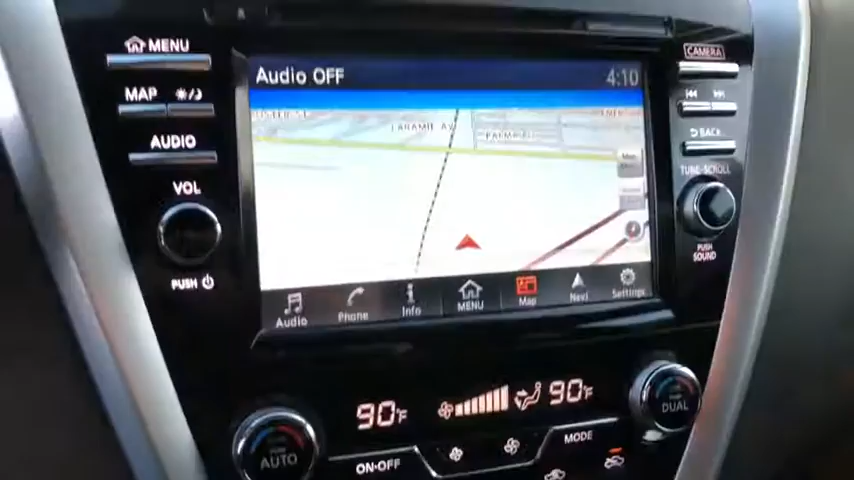 MENU
MAP
AUDIO
VOL
PUSH
Audio OFF
4:10
LARAMIE AV
CAMERA
BACK
TUNE·SCROLL
PUSH
SOUND
Audio
Phone
Info
MENU
Map
Navi
Settings
90°F
90°F
AUTO
ON·OFF
MODE
DUAL